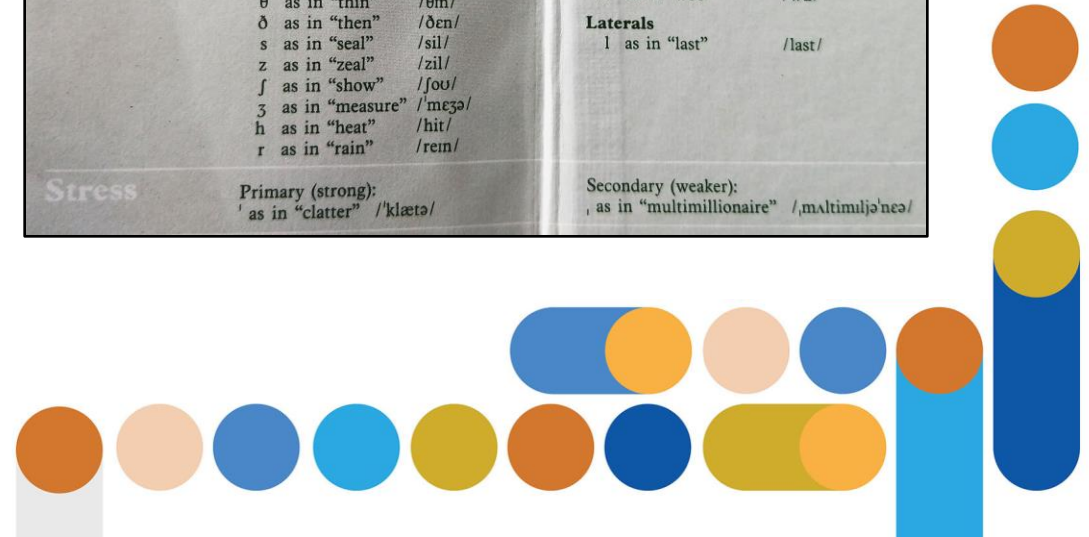 θ as in "thin" /θɪn/
ð as in "then" /ðɛn/
s as in "seal" /sil/
z as in "zeal" /zil/
ʃ as in "show" /ʃoʊ/
ʒ as in "measure" /ˈmɛʒə/
h as in "heat" /hit/
r as in "rain" /reɪn/
Laterals
l as in "last" /last/
Stress
Primary (strong):
ˈ as in "clatter" /ˈklætə/
Secondary (weaker):
ˌ as in "multimillionaire" /ˌmʌltimɪljəˈnɛə/